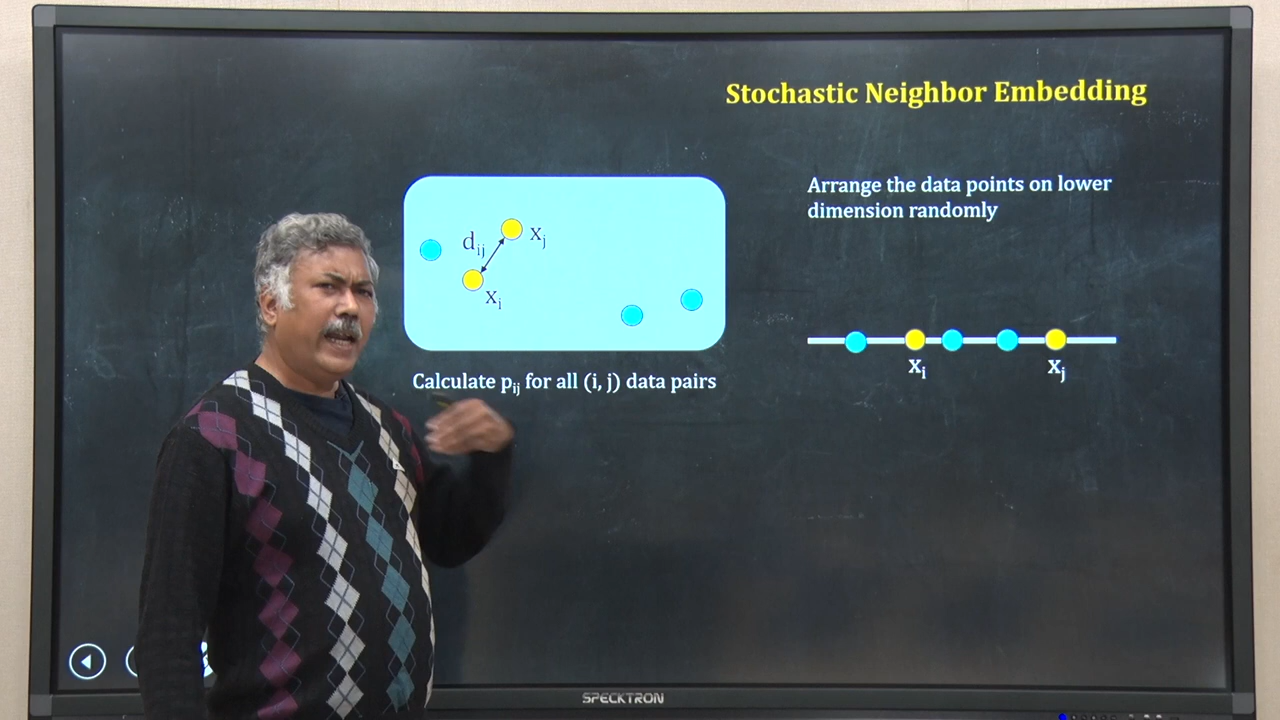 Stochastic Neighbor Embedding
Arrange the data points on lower
dimension randomly
dᵢⱼ
xⱼ
xᵢ
xᵢ
xⱼ
Calculate pᵢⱼ for all (i, j) data pairs
SPECKTRON